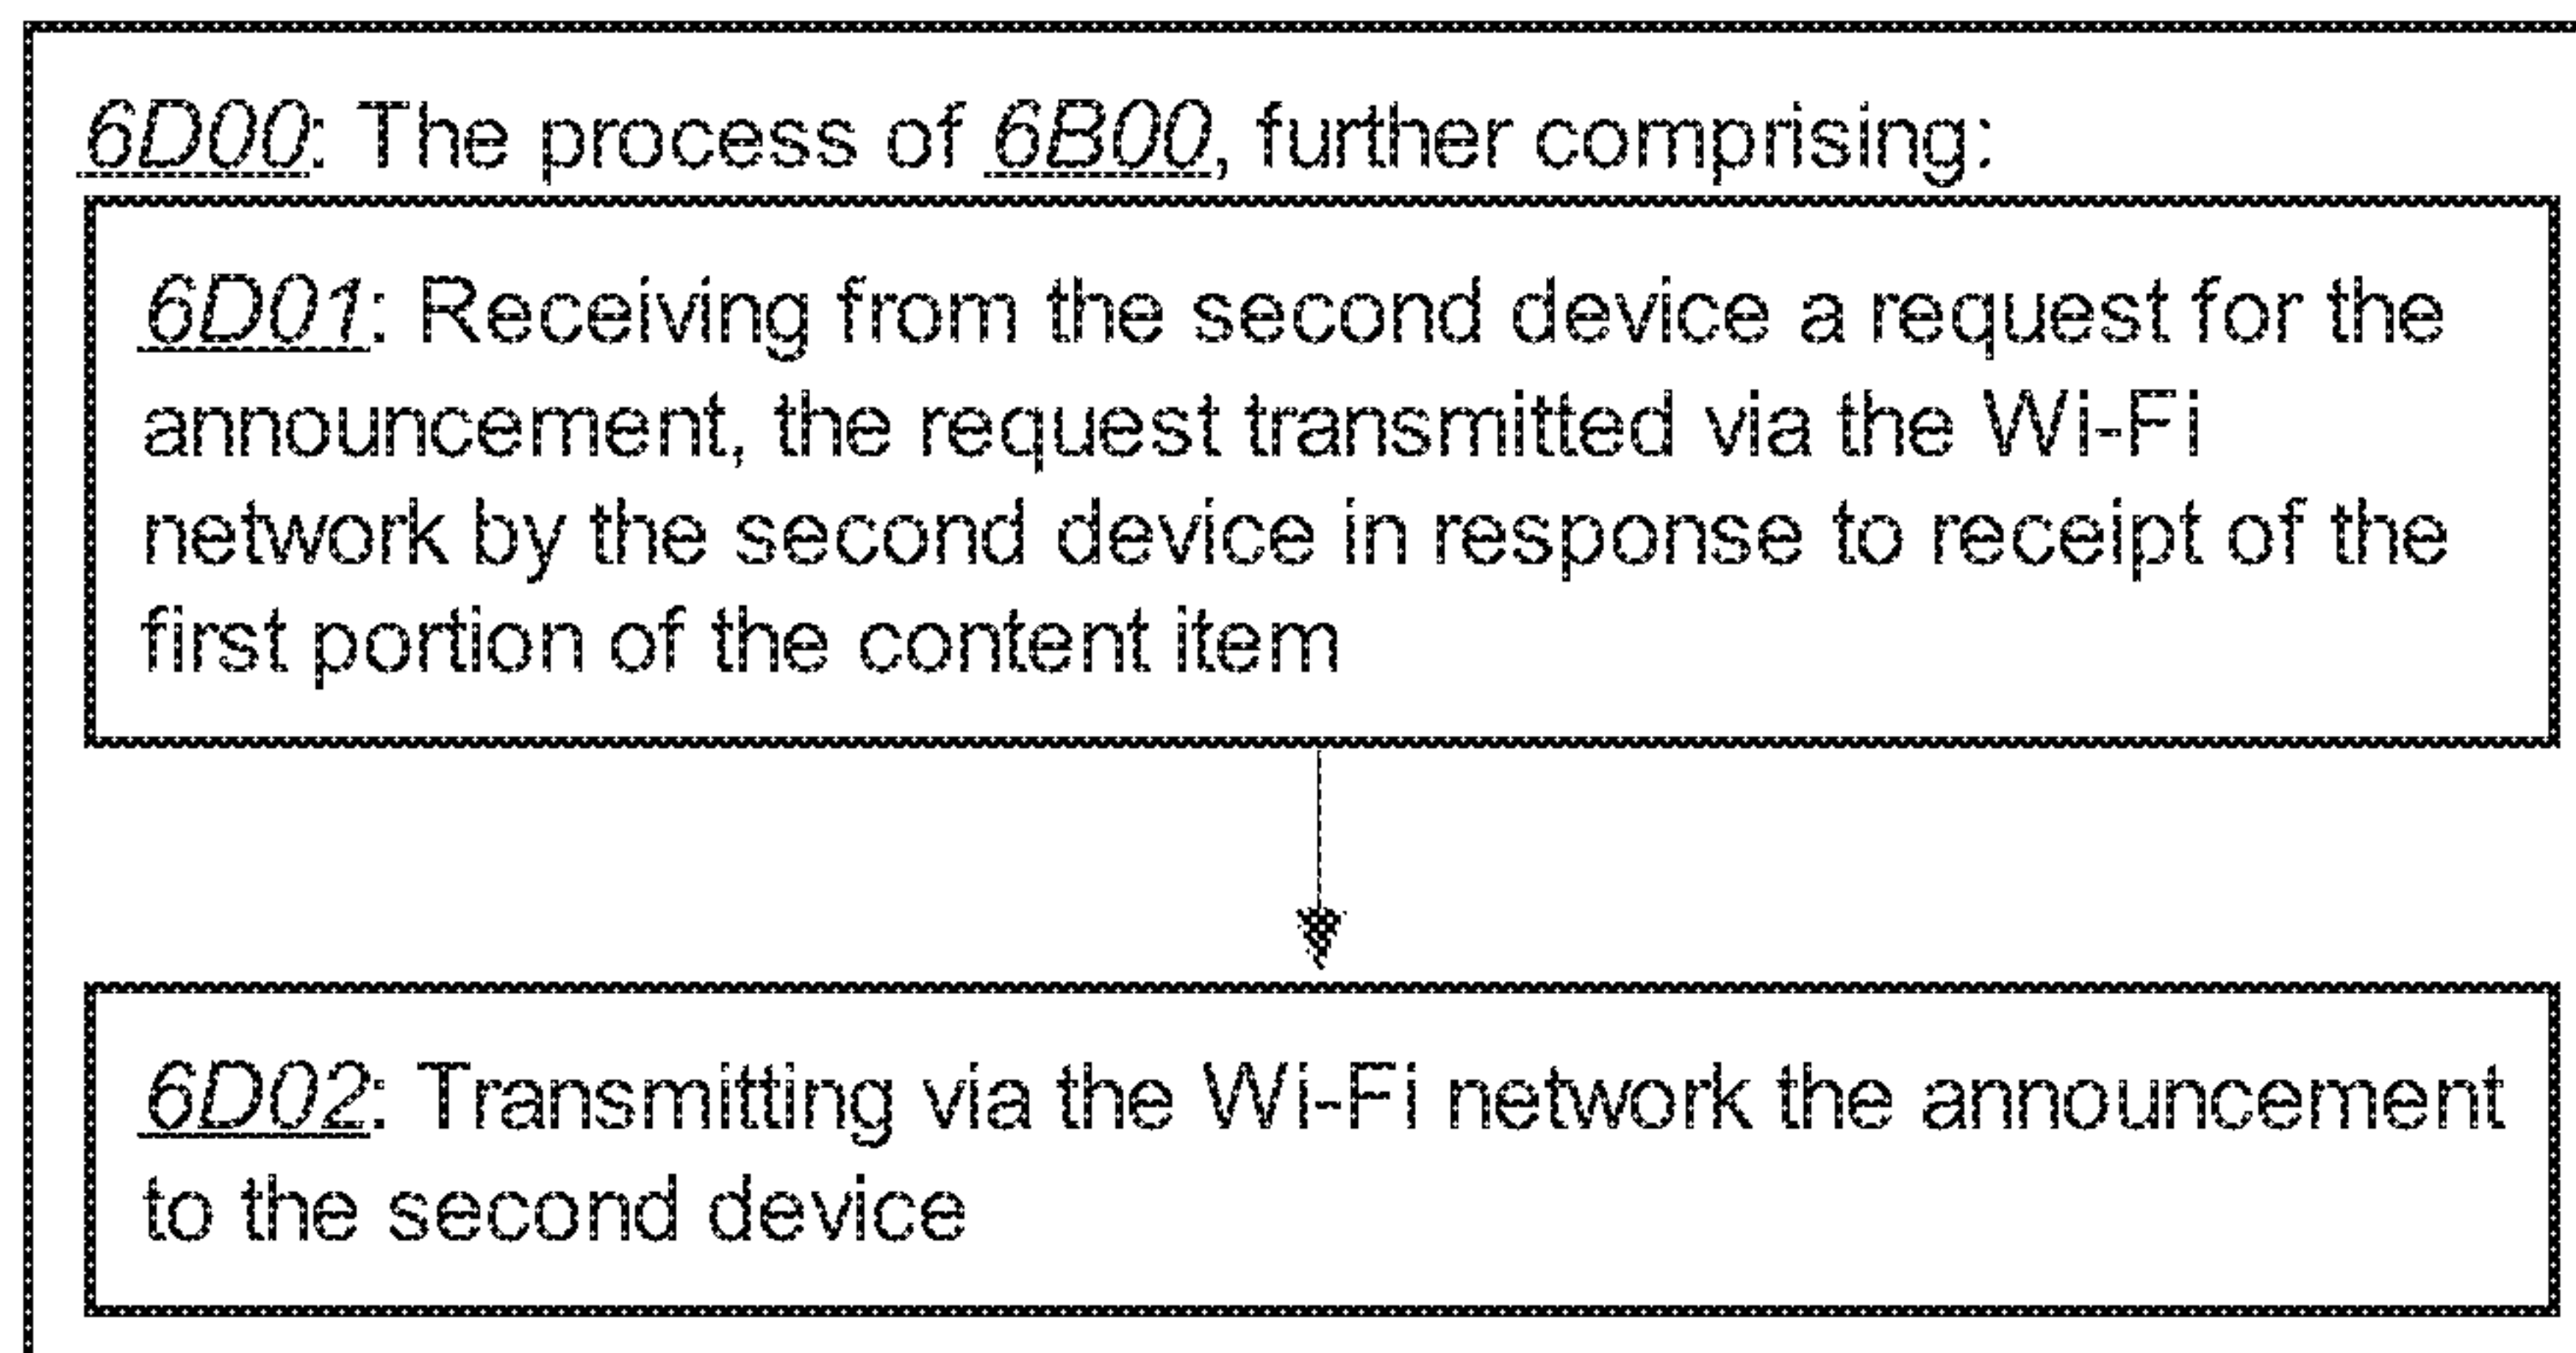 6D00: The process of 6B00, further comprising:
6D01: Receiving from the second device a request for the
announcement, the request transmitted via the Wi-Fi
network by the second device in response to receipt of the
first portion of the content item
6D02: Transmitting via the Wi-Fi network the announcement
to the second device